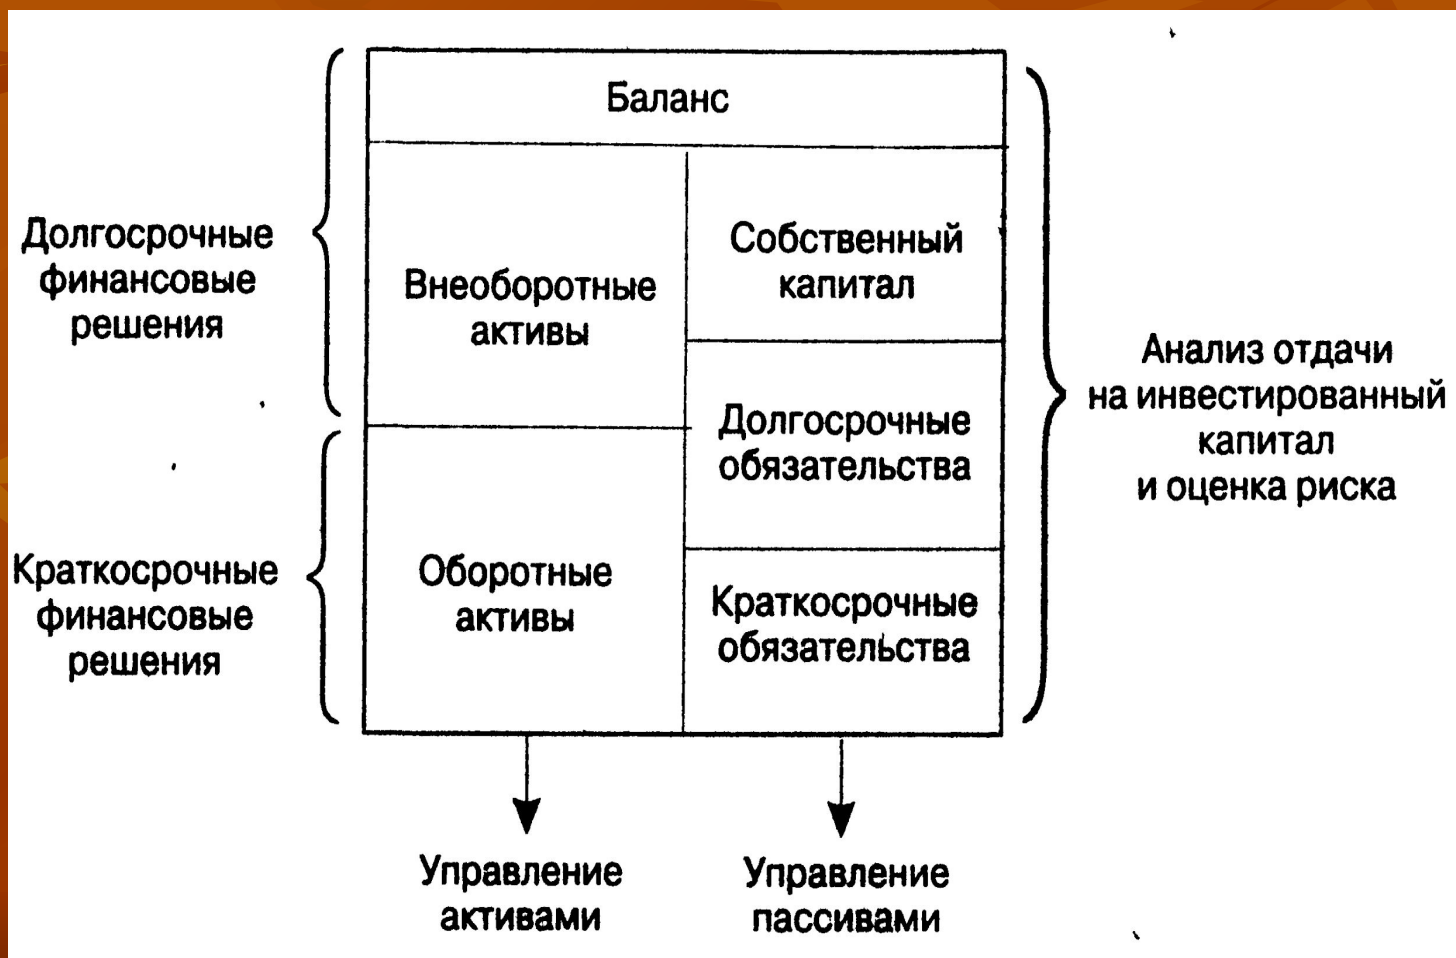 Баланс
Долгосрочные
финансовые
решения
Внеоборотные
активы
Собственный
капитал
Долгосрочные
обязательства
Анализ отдачи
на инвестированный
капитал
и оценка риска
Краткосрочные
финансовые
решения
Оборотные
активы
Краткосрочные
обязательства
Управление
активами
Управление
пассивами